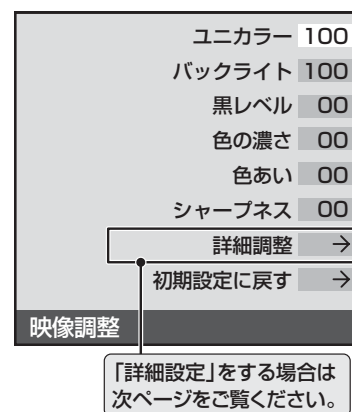 ユニカラー 100
バックライト 100
黒レベル 00
色の濃さ 00
色あい 00
シャープネス 00
詳細調整 →
初期設定に戻す →
映像調整
「詳細設定」をする場合は
次ページをご覧ください。